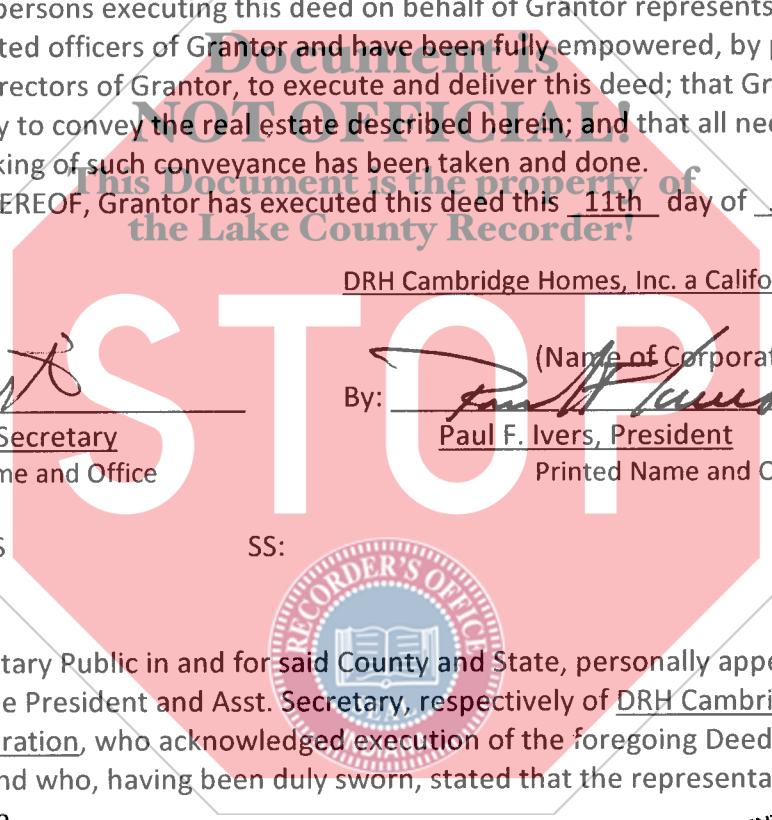 persons executing this deed on behalf of Grantor represents
ted officers of Grantor and have been fully empowered, by p
Document is
rectors of Grantor, to execute and deliver this deed; that Gr
NOT OFFICIAL!
y to convey the real estate described herein; and that all nec
king of such conveyance has been taken and done.
This Document is the property of
EREOF, Grantor has executed this deed this 11th day of
the Lake County Recorder!
DRH Cambridge Homes, Inc. a Califo
STOP
(Name of Corporat
By:
Secretary
Paul F. Ivers, President
me and Office
Printed Name and O
S SS:
RECORDER'S OFFICE
tary Public in and for said County and State, personally appe
e President and Asst. Secretary, respectively of DRH Cambri
ration, who acknowledged execution of the foregoing Deed
INDIANA
nd who, having been duly sworn, stated that the representa